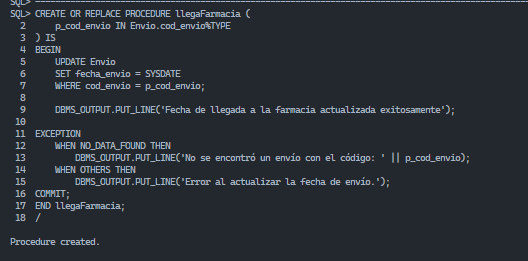 SQL> --------------------------------------------------------------------------------
SQL> CREATE OR REPLACE PROCEDURE llegaFarmacia (
  2      p_cod_envio IN Envio.cod_envio%TYPE
  3  ) IS
  4  BEGIN
  5      UPDATE Envio
  6      SET fecha_envio = SYSDATE
  7      WHERE cod_envio = p_cod_envio;
  8
  9      DBMS_OUTPUT.PUT_LINE('Fecha de llegada a la farmacia actualizada exitosamente');
 10
 11  EXCEPTION
 12      WHEN NO_DATA_FOUND THEN
 13          DBMS_OUTPUT.PUT_LINE('No se encontró un envío con el código: ' || p_cod_envio);
 14      WHEN OTHERS THEN
 15          DBMS_OUTPUT.PUT_LINE('Error al actualizar la fecha de envío.');
 16  COMMIT;
 17  END llegaFarmacia;
 18  /
Procedure created.